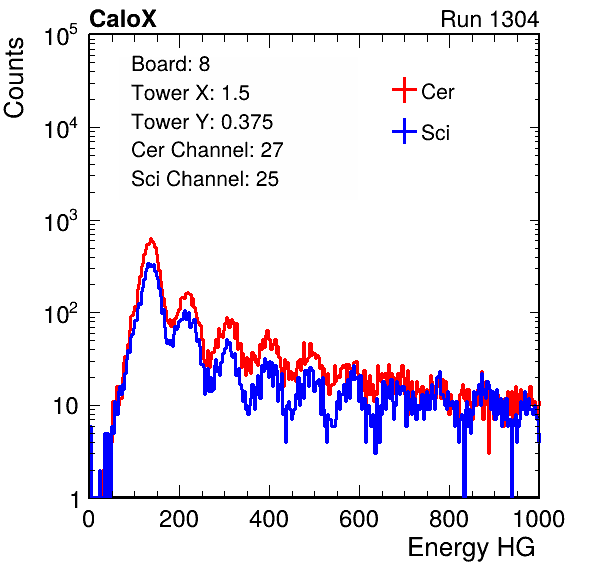 CaloX Run 1304
Counts
10^5
Board: 8
Tower X: 1.5
Tower Y: 0.375
Cer Channel: 27
Sci Channel: 25
Cer
Sci
10^4
10^3
10^2
10
1
0 200 400 600 800 1000
Energy HG